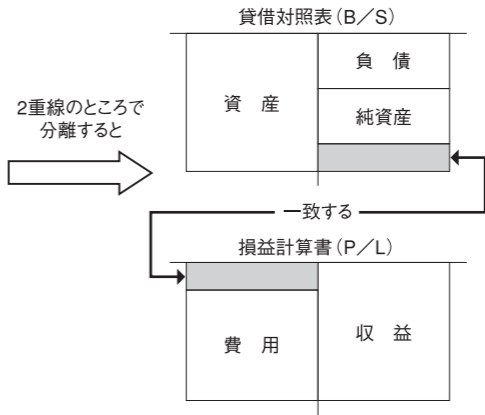 貸借対照表（B／S）
負　債
資　産
純資産
2重線のところで
分離すると
一致する
損益計算書（P／L）
費　用
収　益